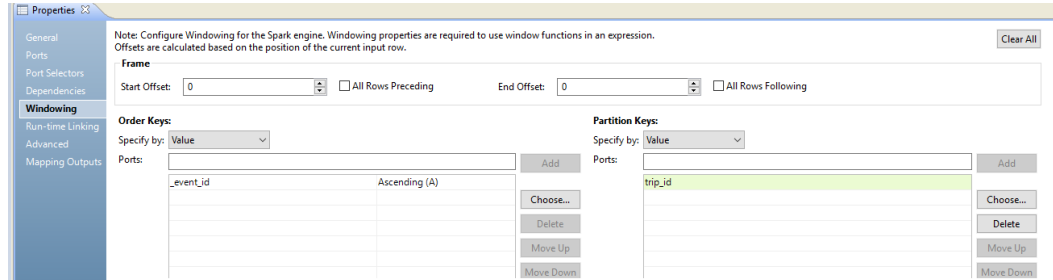 Properties
General
Ports
Port Selectors
Dependencies
Windowing
Run-time Linking
Advanced
Mapping Outputs
Note: Configure Windowing for the Spark engine. Windowing properties are required to use window functions in an expression.
Offsets are calculated based on the position of the current input row.
Clear All
Frame
Start Offset: 0 All Rows Preceding End Offset: 0 All Rows Following
Order Keys:
Specify by: Value
Ports: Add
_event_id Ascending (A)
Choose...
Delete
Move Up
Move Down
Partition Keys:
Specify by: Value
Ports: Add
trip_id
Choose...
Delete
Move Up
Move Down